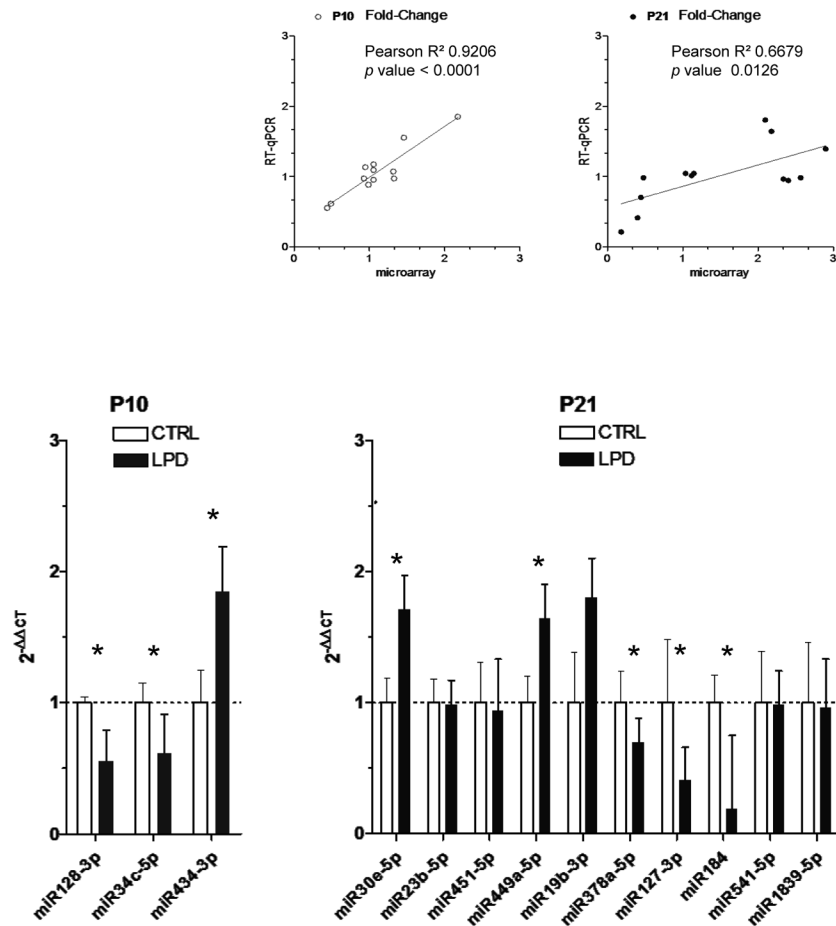 P10 Fold-Change
Pearson R² 0.9206
p value < 0.0001
3
2
1
0
RT-qPCR
0 1 2 3
microarray
P21 Fold-Change
Pearson R² 0.6679
p value 0.0126
3
2
1
0
RT-qPCR
0 1 2 3
microarray
P10
CTRL
LPD
3
2
1
0
2-ΔΔCT
*
*
*
miR128-3p
miR34c-5p
miR434-3p
P21
CTRL
LPD
3
2
1
0
2-ΔΔCT
*
*
*
*
*
miR30e-5p
miR23b-5p
miR451-5p
miR449a-5p
miR19b-3p
miR378a-5p
miR127-3p
miR184
miR541-5p
miR1839-5p